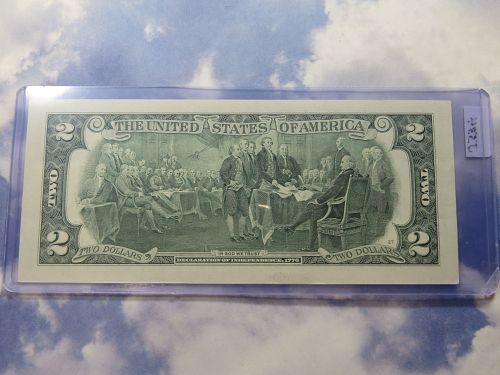 2 THE UNITED STATES OF AMERICA 2
TWO TWO
2 TWO DOLLARS IN GOD WE TRUST TWO DOLLARS 2
DECLARATION OF INDEPENDENCE, 1776